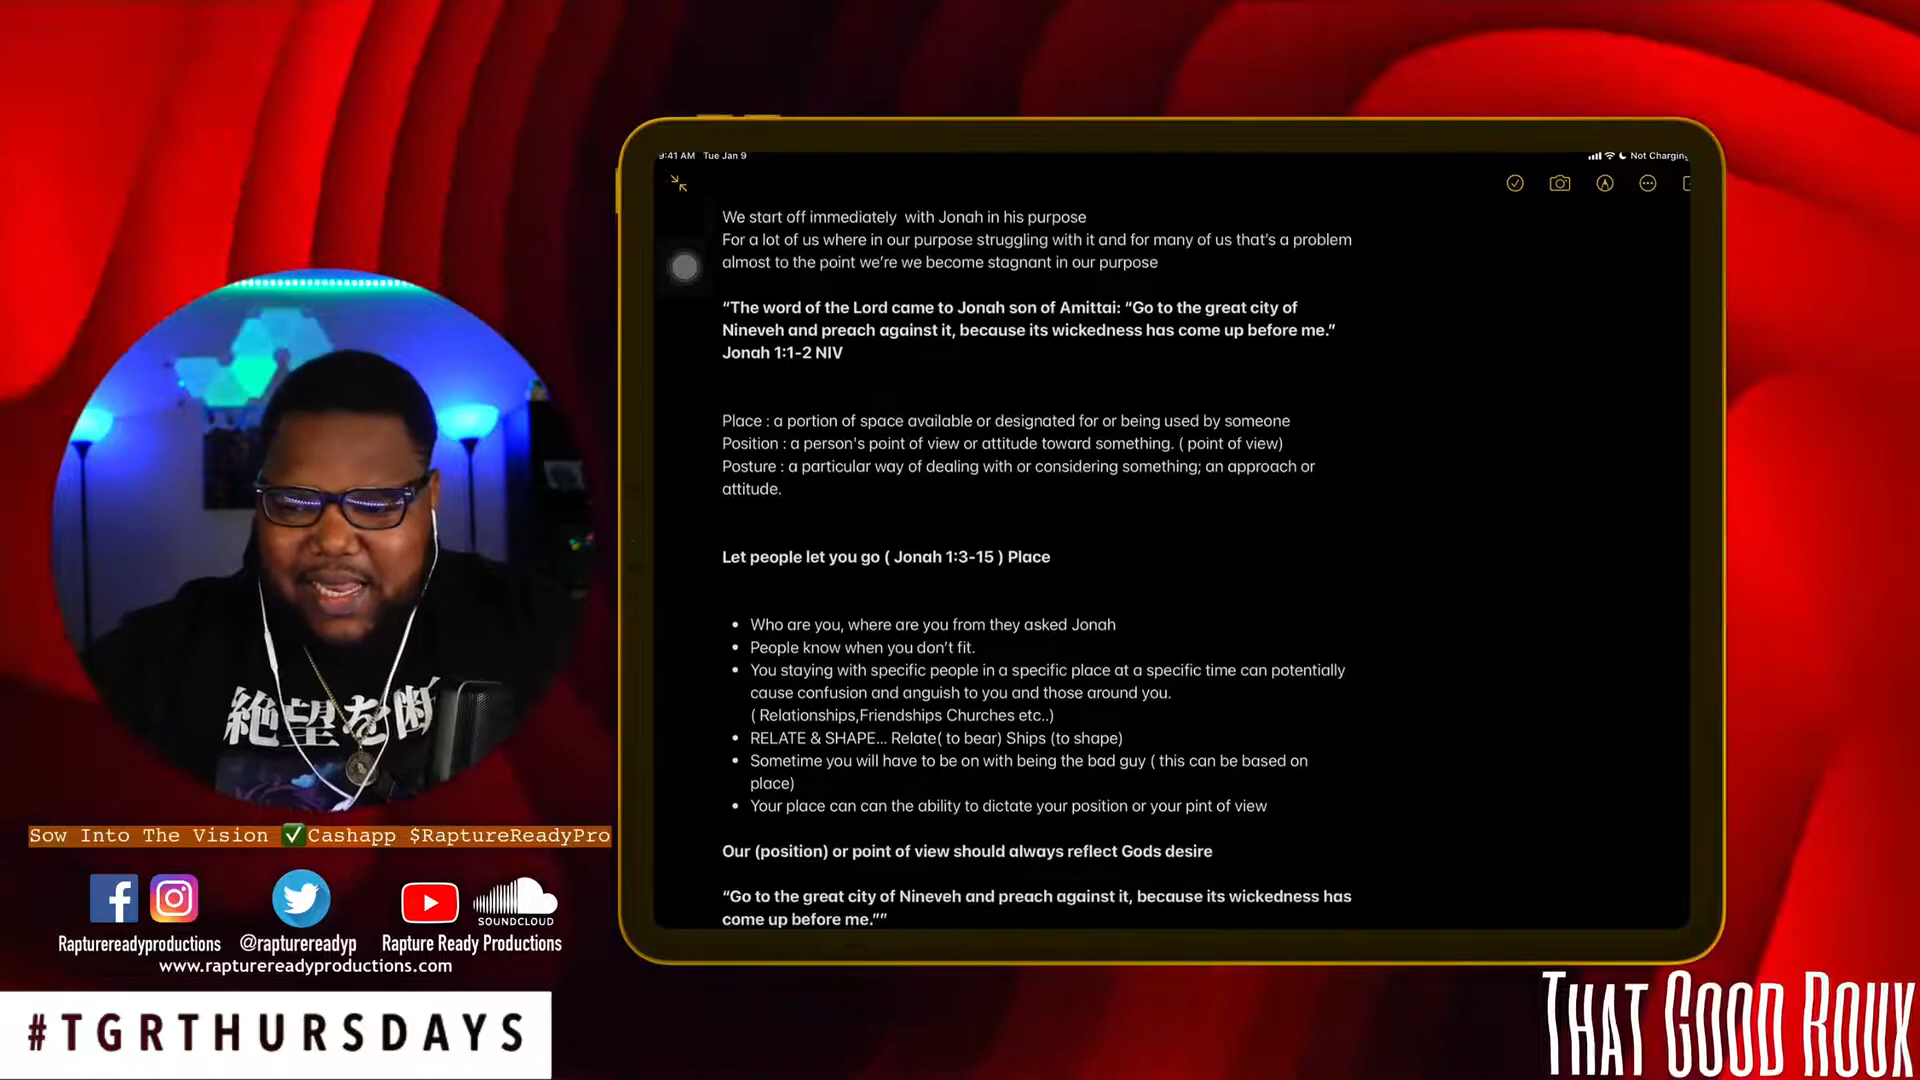 9:41 AM Tue Jan 9
Not Charging
We start off immediately with Jonah in his purpose
For a lot of us where in our purpose struggling with it and for many of us that's a problem
almost to the point we're we become stagnant in our purpose
“The word of the Lord came to Jonah son of Amittai: “Go to the great city of
Nineveh and preach against it, because its wickedness has come up before me.”
Jonah 1:1-2 NIV
Place : a portion of space available or designated for or being used by someone
Position : a person's point of view or attitude toward something. ( point of view)
Posture : a particular way of dealing with or considering something; an approach or
attitude.
Let people let you go ( Jonah 1:3-15 ) Place
• Who are you, where are you from they asked Jonah
• People know when you don't fit.
• You staying with specific people in a specific place at a specific time can potentially
cause confusion and anguish to you and those around you.
( Relationships,Friendships Churches etc..)
• RELATE & SHAPE... Relate( to bear) Ships (to shape)
• Sometime you will have to be on with being the bad guy ( this can be based on
place)
• Your place can can the ability to dictate your position or your pint of view
Our (position) or point of view should always reflect Gods desire
“Go to the great city of Nineveh and preach against it, because its wickedness has
come up before me.””
絶望を断
Sow Into The Vision ✅Cashapp $RaptureReadyPro
SOUNDCLOUD
Rapturereadyproductions @rapturereadyp Rapture Ready Productions
www.rapturereadyproductions.com
#TGRTHURSDAYS
THAT GOOD ROUX